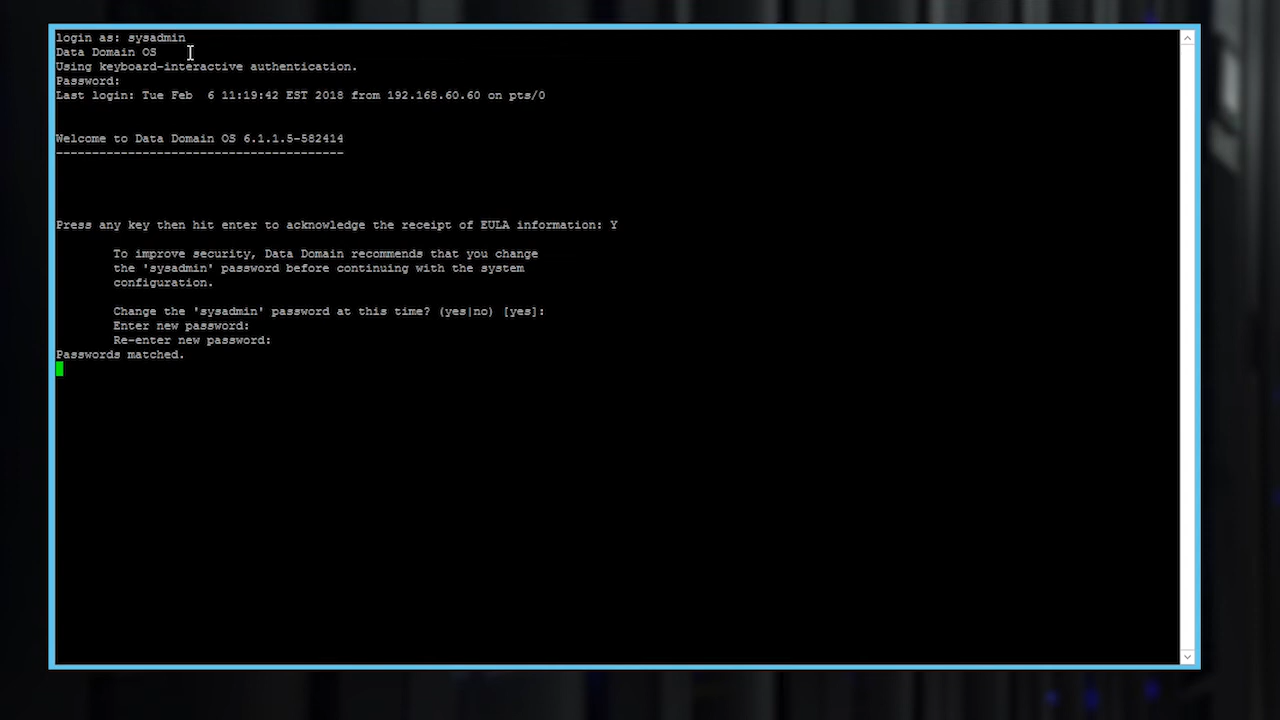 login as: sysadmin
Data Domain OS
Using keyboard-interactive authentication.
Password:
Last login: Tue Feb  6 11:19:42 EST 2018 from 192.168.60.60 on pts/0
Welcome to Data Domain OS 6.1.1.5-582414
----------------------------------------
Press any key then hit enter to acknowledge the receipt of EULA information: Y
To improve security, Data Domain recommends that you change
the 'sysadmin' password before continuing with the system
configuration.
Change the 'sysadmin' password at this time? (yes|no) [yes]:
Enter new password:
Re-enter new password:
Passwords matched.